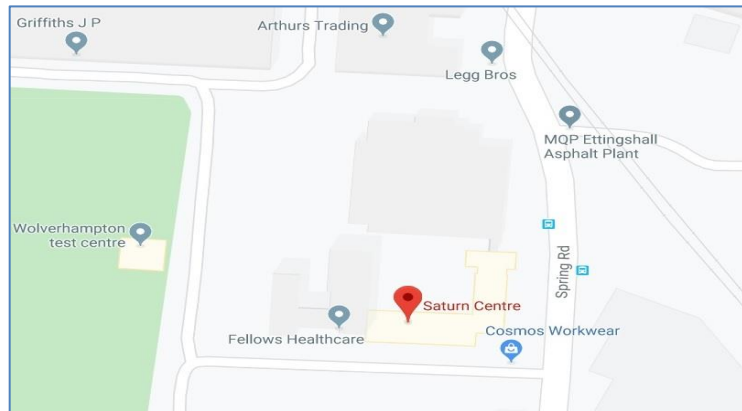 Griffiths J P
Arthurs Trading
Legg Bros
MQP Ettingshall
Asphalt Plant
Wolverhampton
test centre
Spring Rd
Saturn Centre
Fellows Healthcare
Cosmos Workwear